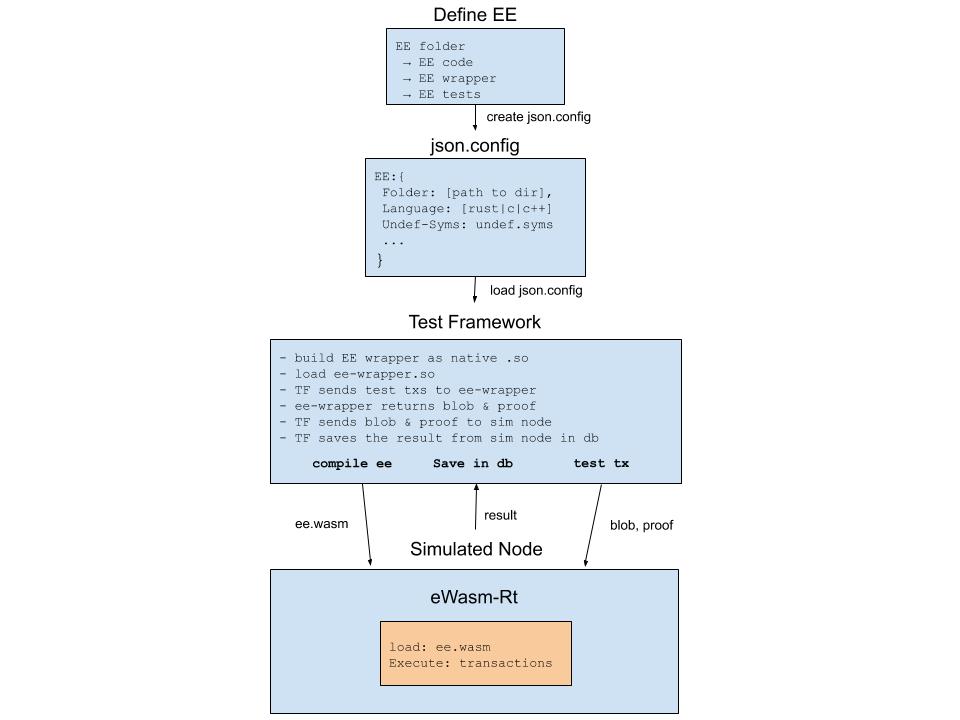 Define EE
EE folder
→ EE code
→ EE wrapper
→ EE tests
create json.config
json.config
EE:{
Folder: [path to dir],
Language: [rust|c|c++]
Undef-Syms: undef.syms
...
}
load json.config
Test Framework
- build EE wrapper as native .so
- load ee-wrapper.so
- TF sends test txs to ee-wrapper
- ee-wrapper returns blob & proof
- TF sends blob & proof to sim node
- TF saves the result from sim node in db
compile ee Save in db test tx
ee.wasm
result
blob, proof
Simulated Node
eWasm-Rt
load: ee.wasm
Execute: transactions